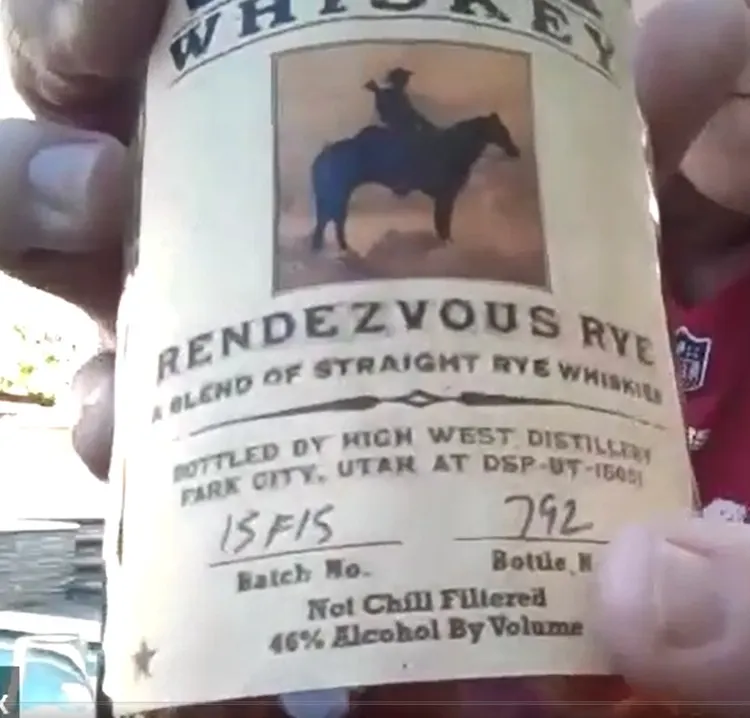 WHISKEY
RENDEZVOUS RYE
A BLEND OF STRAIGHT RYE WHISKIES
BOTTLED BY HIGH WEST DISTILLERY
PARK CITY, UTAH AT DSP-UT-15001
15F15 792
Batch No. Bottle N
Not Chill Filtered
46% Alcohol By Volume